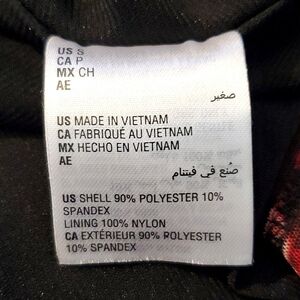 US S
CA P
MX CH
AE
صغير
US MADE IN VIETNAM
CA FABRIQUÉ AU VIETNAM
MX HECHO EN VIETNAM
AE
صُنع في فيتنام
US SHELL 90% POLYESTER 10%
SPANDEX
LINING 100% NYLON
CA EXTÉRIEUR 90% POLYESTER
10% SPANDEX